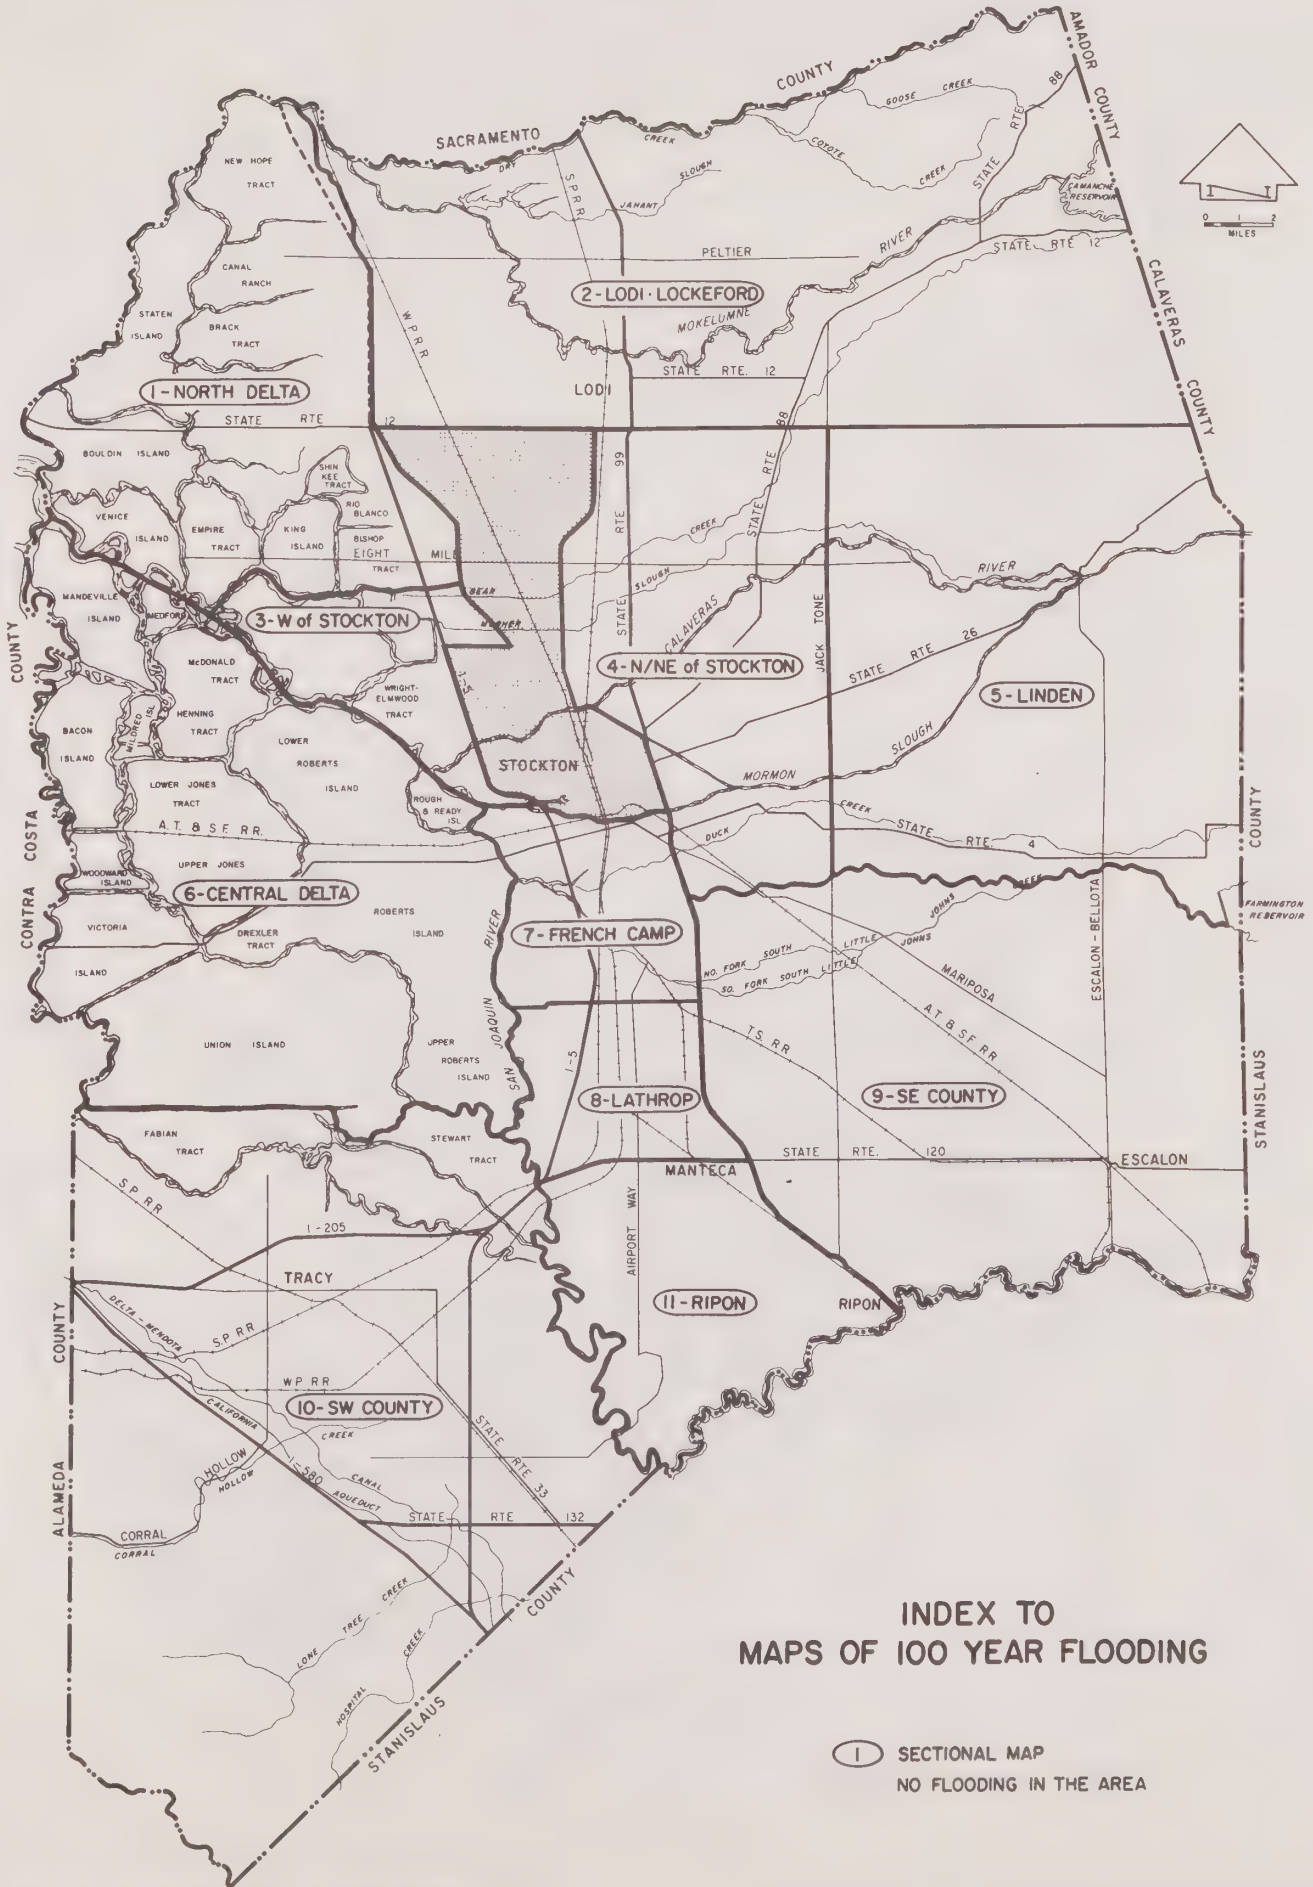 AMADOR
COUNTY
COUNTY
SACRAMENTO
GOOSE CREEK
88
STATE RTE
COYOTE
CREEK
DRY
CREEK
SPRR
JAHANT
SLOUGH
CAMANCHE
RESERVOIR
0 1 2
MILES
NEW HOPE
TRACT
PELTIER
RIVER
STATE RTE 12
CALAVERAS
COUNTY
CANAL
RANCH
STATEN
ISLAND
BRACK
TRACT
WPRR
2-LODI·LOCKEFORD
MOKELUMNE
STATE RTE. 12
LODI
1-NORTH DELTA
STATE RTE 12
88
STATE RTE
BOULDIN ISLAND
SHIN
KEE
TRACT
RIO
BLANCO
VENICE
ISLAND
EMPIRE
TRACT
KING
ISLAND
BISHOP
TRACT
EIGHT MILE
STATE RTE 99
CREEK
SLOUGH
BEAR
MOSHER
RIVER
CALAVERAS
MANDEVILLE
ISLAND
MEDFORD
3-W of STOCKTON
McDONALD
TRACT
COUNTY
JACK TONE
STATE RTE 26
4-N/NE of STOCKTON
5-LINDEN
I-5
WRIGHT-
ELMWOOD
TRACT
HENNING
TRACT
MILDRED ISL
BACON
ISLAND
LOWER
ROBERTS
ISLAND
STOCKTON
SLOUGH
MORMON
LOWER JONES
TRACT
ROUGH
& READY
ISL
A.T. & S.F. RR.
CREEK
DUCK
STATE RTE. 4
COUNTY
CONTRA COSTA
UPPER JONES
WOODWARD
ISLAND
6-CENTRAL DELTA
VICTORIA
ISLAND
DREXLER
TRACT
ROBERTS
ISLAND
RIVER
7-FRENCH CAMP
CREEK
JOHNS
LITTLE
JOHNS
NO. FORK SOUTH
SO. FORK SOUTH LITTLE
ESCALON-BELLOTA
FARMINGTON
RESERVOIR
MARIPOSA
A.T. & SF RR
T.S. RR
UNION ISLAND
UPPER
ROBERTS
ISLAND
SAN JOAQUIN
I-5
8-LATHROP
9-SE COUNTY
STANISLAUS
FABIAN
TRACT
STEWART
TRACT
MANTECA
STATE RTE. 120
ESCALON
S.P. RR
I-205
TRACY
AIRPORT WAY
11-RIPON
RIPON
COUNTY
DELTA-MENDOTA
S.P. RR
WP RR
10-SW COUNTY
CALIFORNIA
CREEK
HOLLOW
HOLLOW
I-580
CANAL
AQUEDUCT
STATE RTE 33
ALAMEDA
CORRAL
CORRAL
STATE RTE 132
COUNTY
LONE TREE CREEK
CREEK
HOSPITAL
STANISLAUS
INDEX TO
MAPS OF 100 YEAR FLOODING
1 SECTIONAL MAP
NO FLOODING IN THE AREA